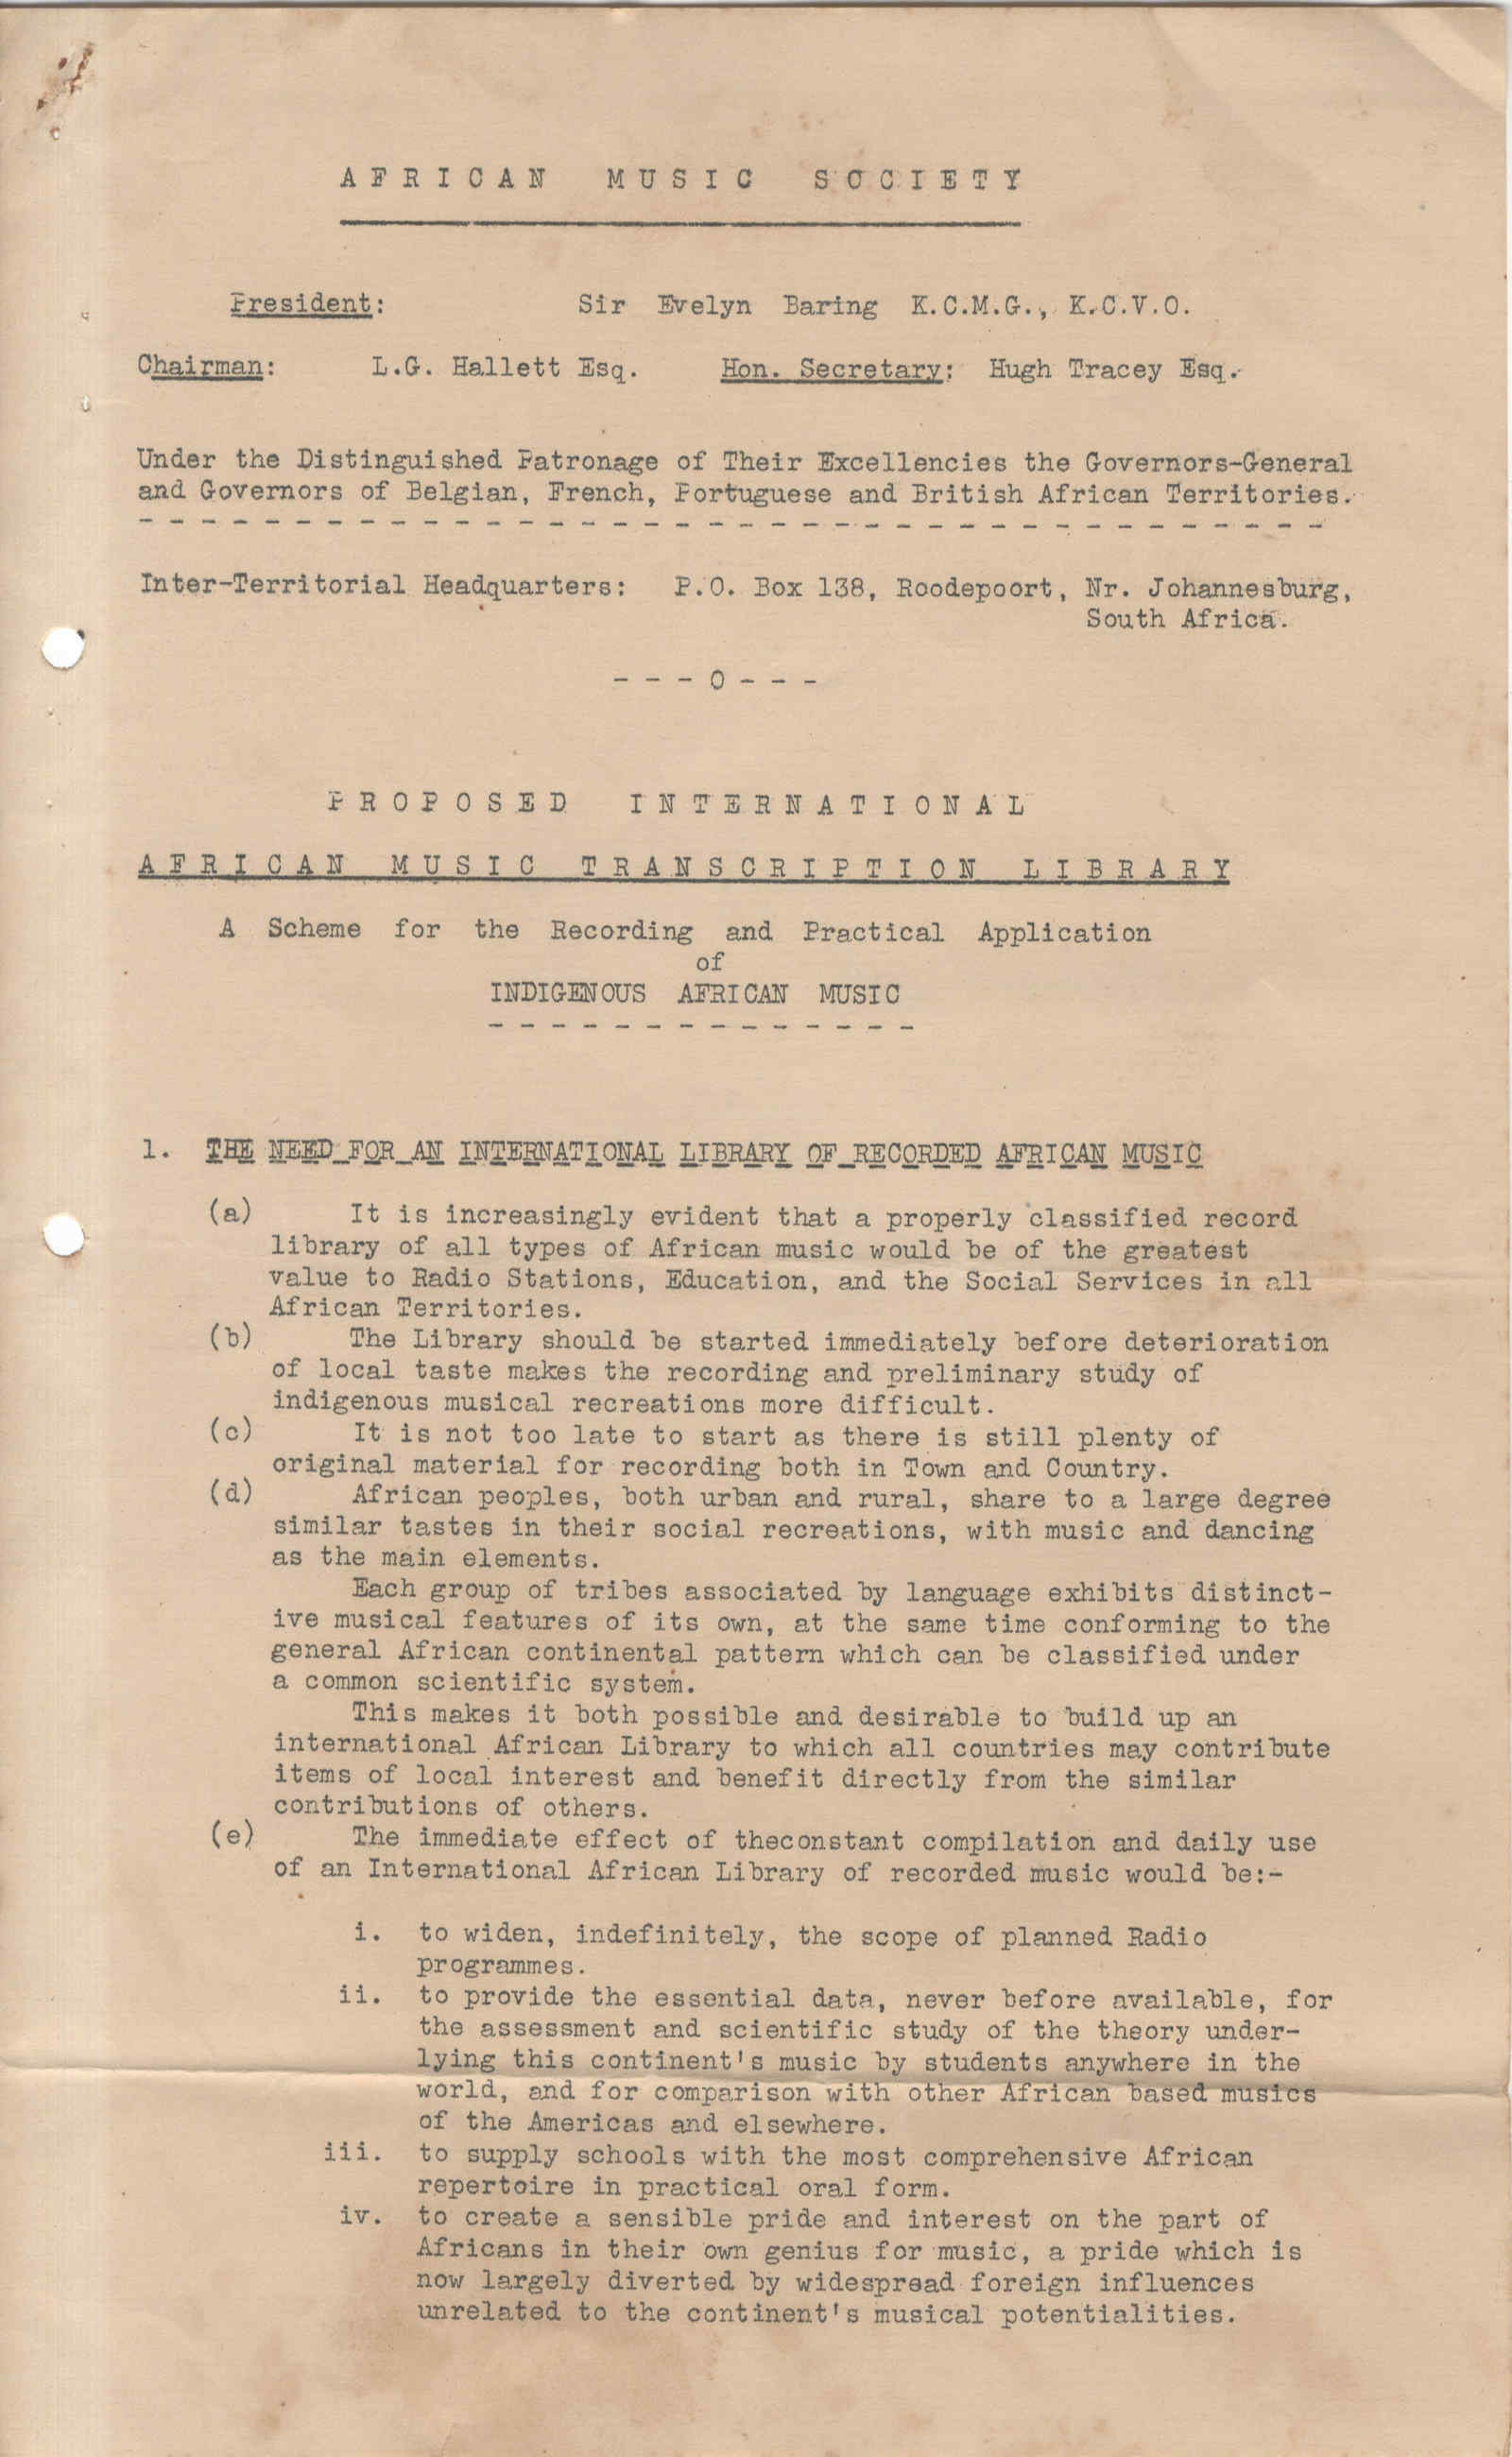 AFRICAN MUSIC SOCIETY
President: Sir Evelyn Baring K.C.M.G., K.C.V.O.
Chairman: L.G. Hallett Esq. Hon. Secretary: Hugh Tracey Esq.
Under the Distinguished Patronage of Their Excellencies the Governors-General
and Governors of Belgian, French, Portuguese and British African Territories.
- - - - - - - - - - - - - - - - - - - - - - - - - - - - - - - - - - - - - -
Inter-Territorial Headquarters: P.O. Box 138, Roodepoort, Nr. Johannesburg,
South Africa.
- - - O - - -
PROPOSED INTERNATIONAL
AFRICAN MUSIC TRANSCRIPTION LIBRARY
A Scheme for the Recording and Practical Application
of
INDIGENOUS AFRICAN MUSIC
- - - - - - - - - - - - - -
1. THE NEED FOR AN INTERNATIONAL LIBRARY OF RECORDED AFRICAN MUSIC
(a) It is increasingly evident that a properly classified record
library of all types of African music would be of the greatest
value to Radio Stations, Education, and the Social Services in all
African Territories.
(b) The Library should be started immediately before deterioration
of local taste makes the recording and preliminary study of
indigenous musical recreations more difficult.
(c) It is not too late to start as there is still plenty of
original material for recording both in Town and Country.
(d) African peoples, both urban and rural, share to a large degree
similar tastes in their social recreations, with music and dancing
as the main elements.
Each group of tribes associated by language exhibits distinct-
ive musical features of its own, at the same time conforming to the
general African continental pattern which can be classified under
a common scientific system.
This makes it both possible and desirable to build up an
international African Library to which all countries may contribute
items of local interest and benefit directly from the similar
contributions of others.
(e) The immediate effect of theconstant compilation and daily use
of an International African Library of recorded music would be:-
i. to widen, indefinitely, the scope of planned Radio
programmes.
ii. to provide the essential data, never before available, for
the assessment and scientific study of the theory under-
lying this continent's music by students anywhere in the
world, and for comparison with other African based musics
of the Americas and elsewhere.
iii. to supply schools with the most comprehensive African
repertoire in practical oral form.
iv. to create a sensible pride and interest on the part of
Africans in their own genius for music, a pride which is
now largely diverted by widespread foreign influences
unrelated to the continent's musical potentialities.